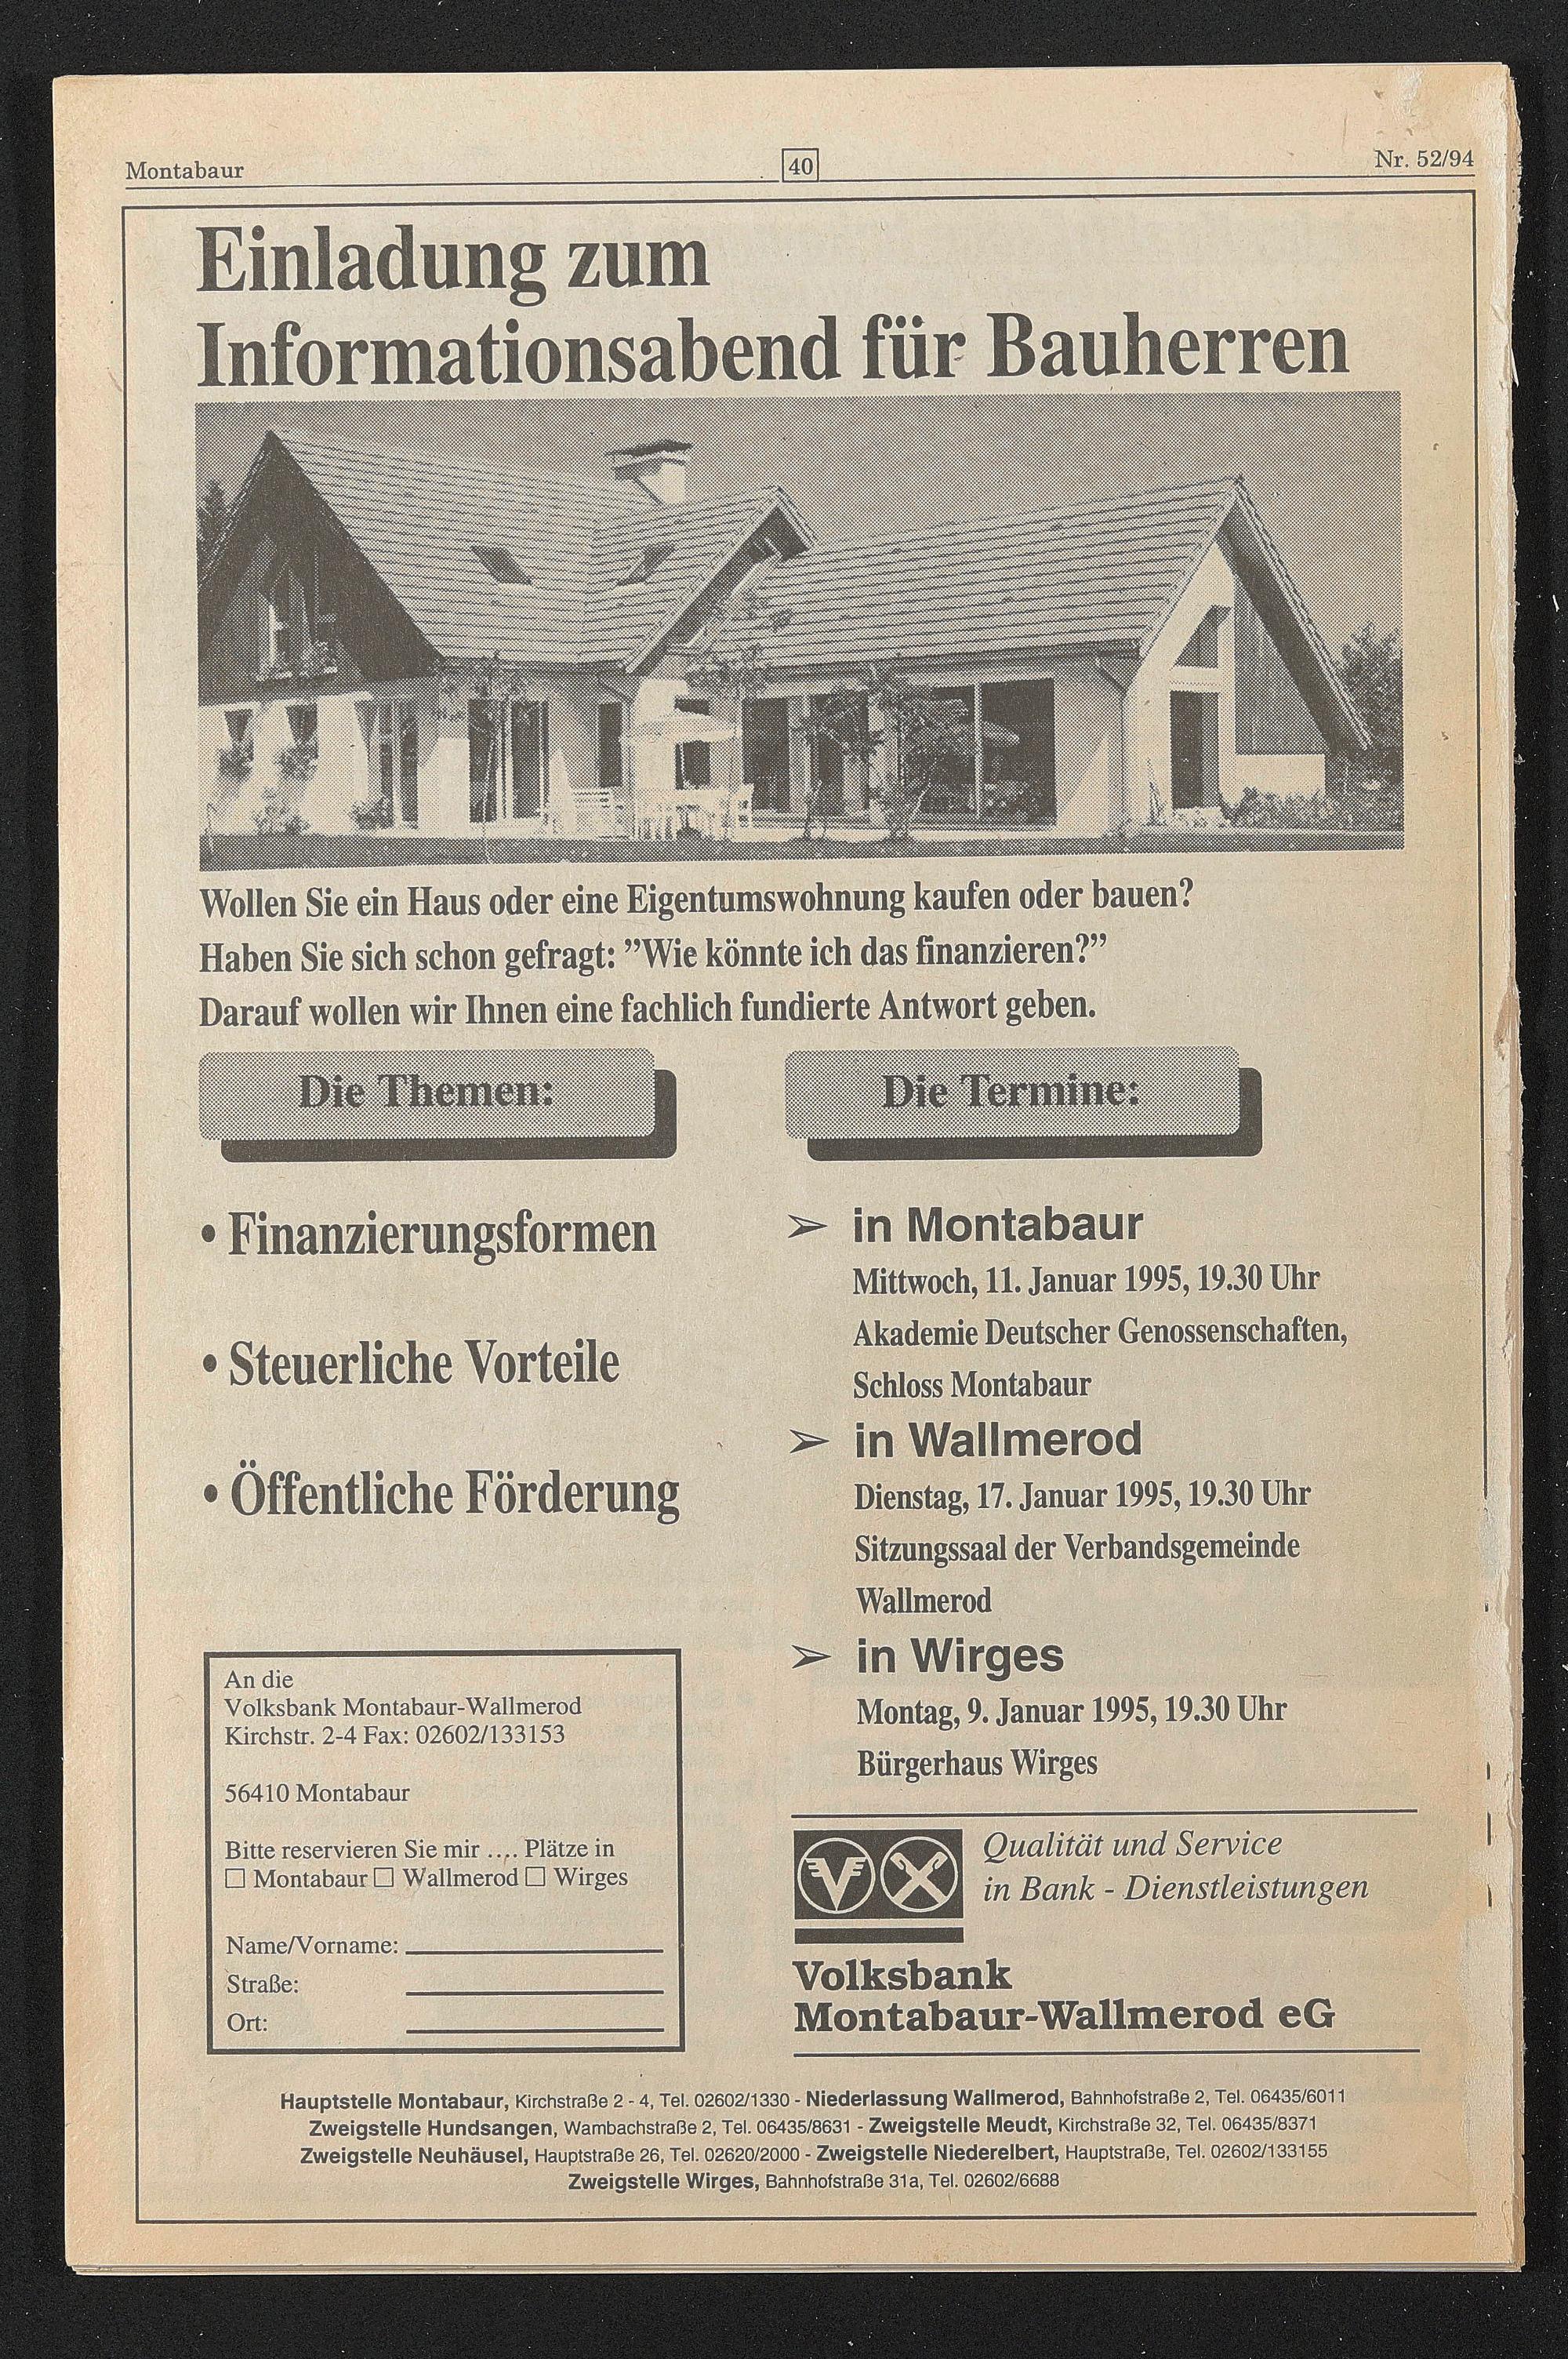 Montabaur
40
Nr. 52/94
Einladung zum
Informationsabend für Bauherren
Wollen Sie ein Haus oder eine Eigentumswohnung kaufen oder bauen?
Haben Sie sich schon gefragt: ”Wie könnte ich das finanzieren?”
Darauf wollen wir Ihnen eine fachlich fundierte Antwort geben.
Die Themen:
• Finanzierungsformen
• Steuerliche Vorteile
• Öffentliche Förderung
Die Termine:
➢ in Montabaur
Mittwoch, 11. Januar 1995, 19.30 Uhr
Akademie Deutscher Genossenschaften,
Schloss Montabaur
➢ in Wallmerod
Dienstag, 17. Januar 1995, 19.30 Uhr
Sitzungssaal der Verbandsgemeinde
Wallmerod
➢ in Wirges
Montag, 9. Januar 1995, 19.30 Uhr
Bürgerhaus Wirges
An die
Volksbank Montabaur-Wallmerod
Kirchstr. 2-4 Fax: 02602/133153
56410 Montabaur
Bitte reservieren Sie mir .... Plätze in
☐ Montabaur ☐ Wallmerod ☐ Wirges
Name/Vorname:
Straße:
Ort:
Qualität und Service
in Bank - Dienstleistungen
Volksbank
Montabaur-Wallmerod eG
Hauptstelle Montabaur, Kirchstraße 2 - 4, Tel. 02602/1330 - Niederlassung Wallmerod, Bahnhofstraße 2, Tel. 06435/6011
Zweigstelle Hundsangen, Wambachstraße 2, Tel. 06435/8631 - Zweigstelle Meudt, Kirchstraße 32, Tel. 06435/8371
Zweigstelle Neuhäusel, Hauptstraße 26, Tel. 02620/2000 - Zweigstelle Niederelbert, Hauptstraße, Tel. 02602/133155
Zweigstelle Wirges, Bahnhofstraße 31a, Tel. 02602/6688